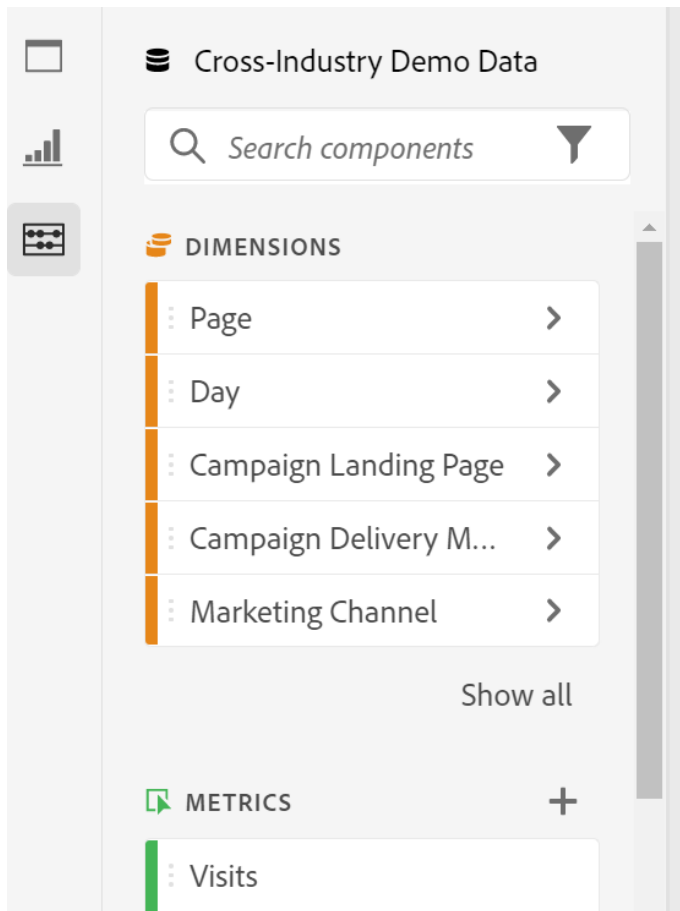 Cross-Industry Demo Data
Search components
DIMENSIONS
Page
Day
Campaign Landing Page
Campaign Delivery M...
Marketing Channel
Show all
METRICS
Visits